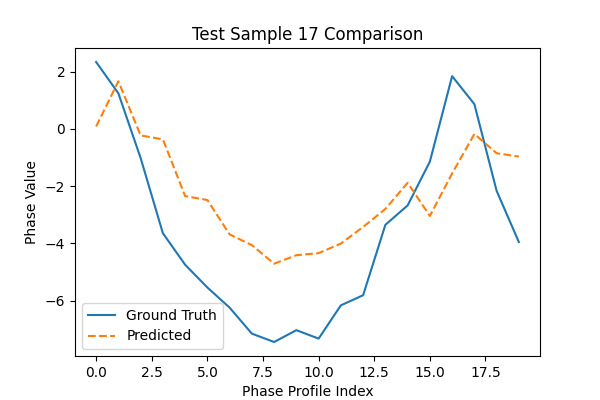 Test Sample 17 Comparison
Phase Value
2
0
−2
−4
−6
Ground Truth
Predicted
0.0 2.5 5.0 7.5 10.0 12.5 15.0 17.5
Phase Profile Index